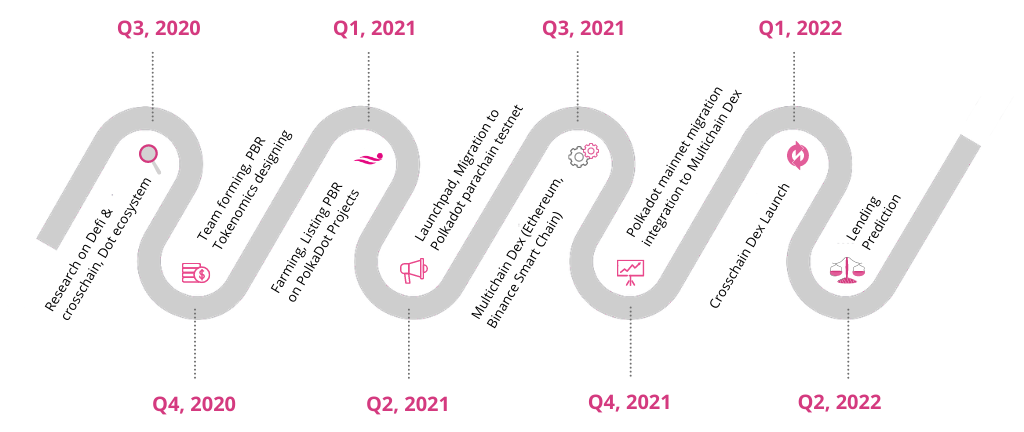 Q3, 2020
Research on Defi &
crosschain, Dot ecosystem
Q4, 2020
Team forming, PBR
Tokenomics designing
Q1, 2021
Farming, Listing PBR
on PolkaDot Projects
Q2, 2021
Launchpad, Migration to
Polkadot parachain testnet
Q3, 2021
Multichain Dex (Ethereum,
Binance Smart Chain)
Q4, 2021
Polkadot mainnet migration
integration to Multichain Dex
Q1, 2022
Crosschain Dex Launch
Q2, 2022
Lending
Prediction